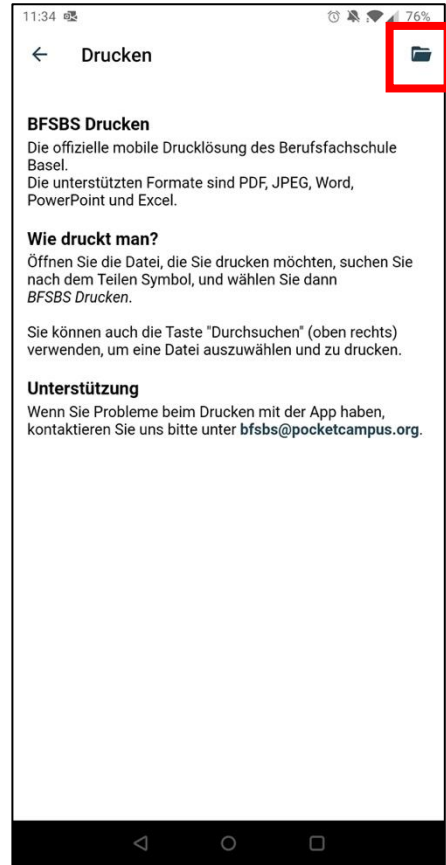 11:34 76%
Drucken
BFSBS Drucken
Die offizielle mobile Drucklösung des Berufsfachschule
Basel.
Die unterstützten Formate sind PDF, JPEG, Word,
PowerPoint und Excel.
Wie druckt man?
Öffnen Sie die Datei, die Sie drucken möchten, suchen Sie
nach dem Teilen Symbol, und wählen Sie dann
BFSBS Drucken.
Sie können auch die Taste "Durchsuchen" (oben rechts)
verwenden, um eine Datei auszuwählen und zu drucken.
Unterstützung
Wenn Sie Probleme beim Drucken mit der App haben,
kontaktieren Sie uns bitte unter bfsbs@pocketcampus.org.